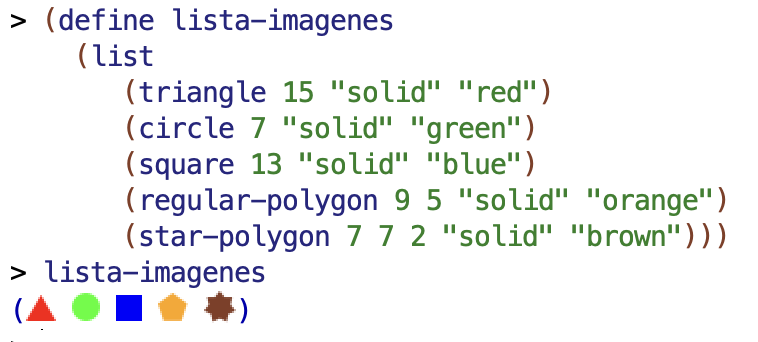 > (define lista-imagenes
(list
(triangle 15 "solid" "red")
(circle 7 "solid" "green")
(square 13 "solid" "blue")
(regular-polygon 9 5 "solid" "orange")
(star-polygon 7 7 2 "solid" "brown")))
> lista-imagenes
( )